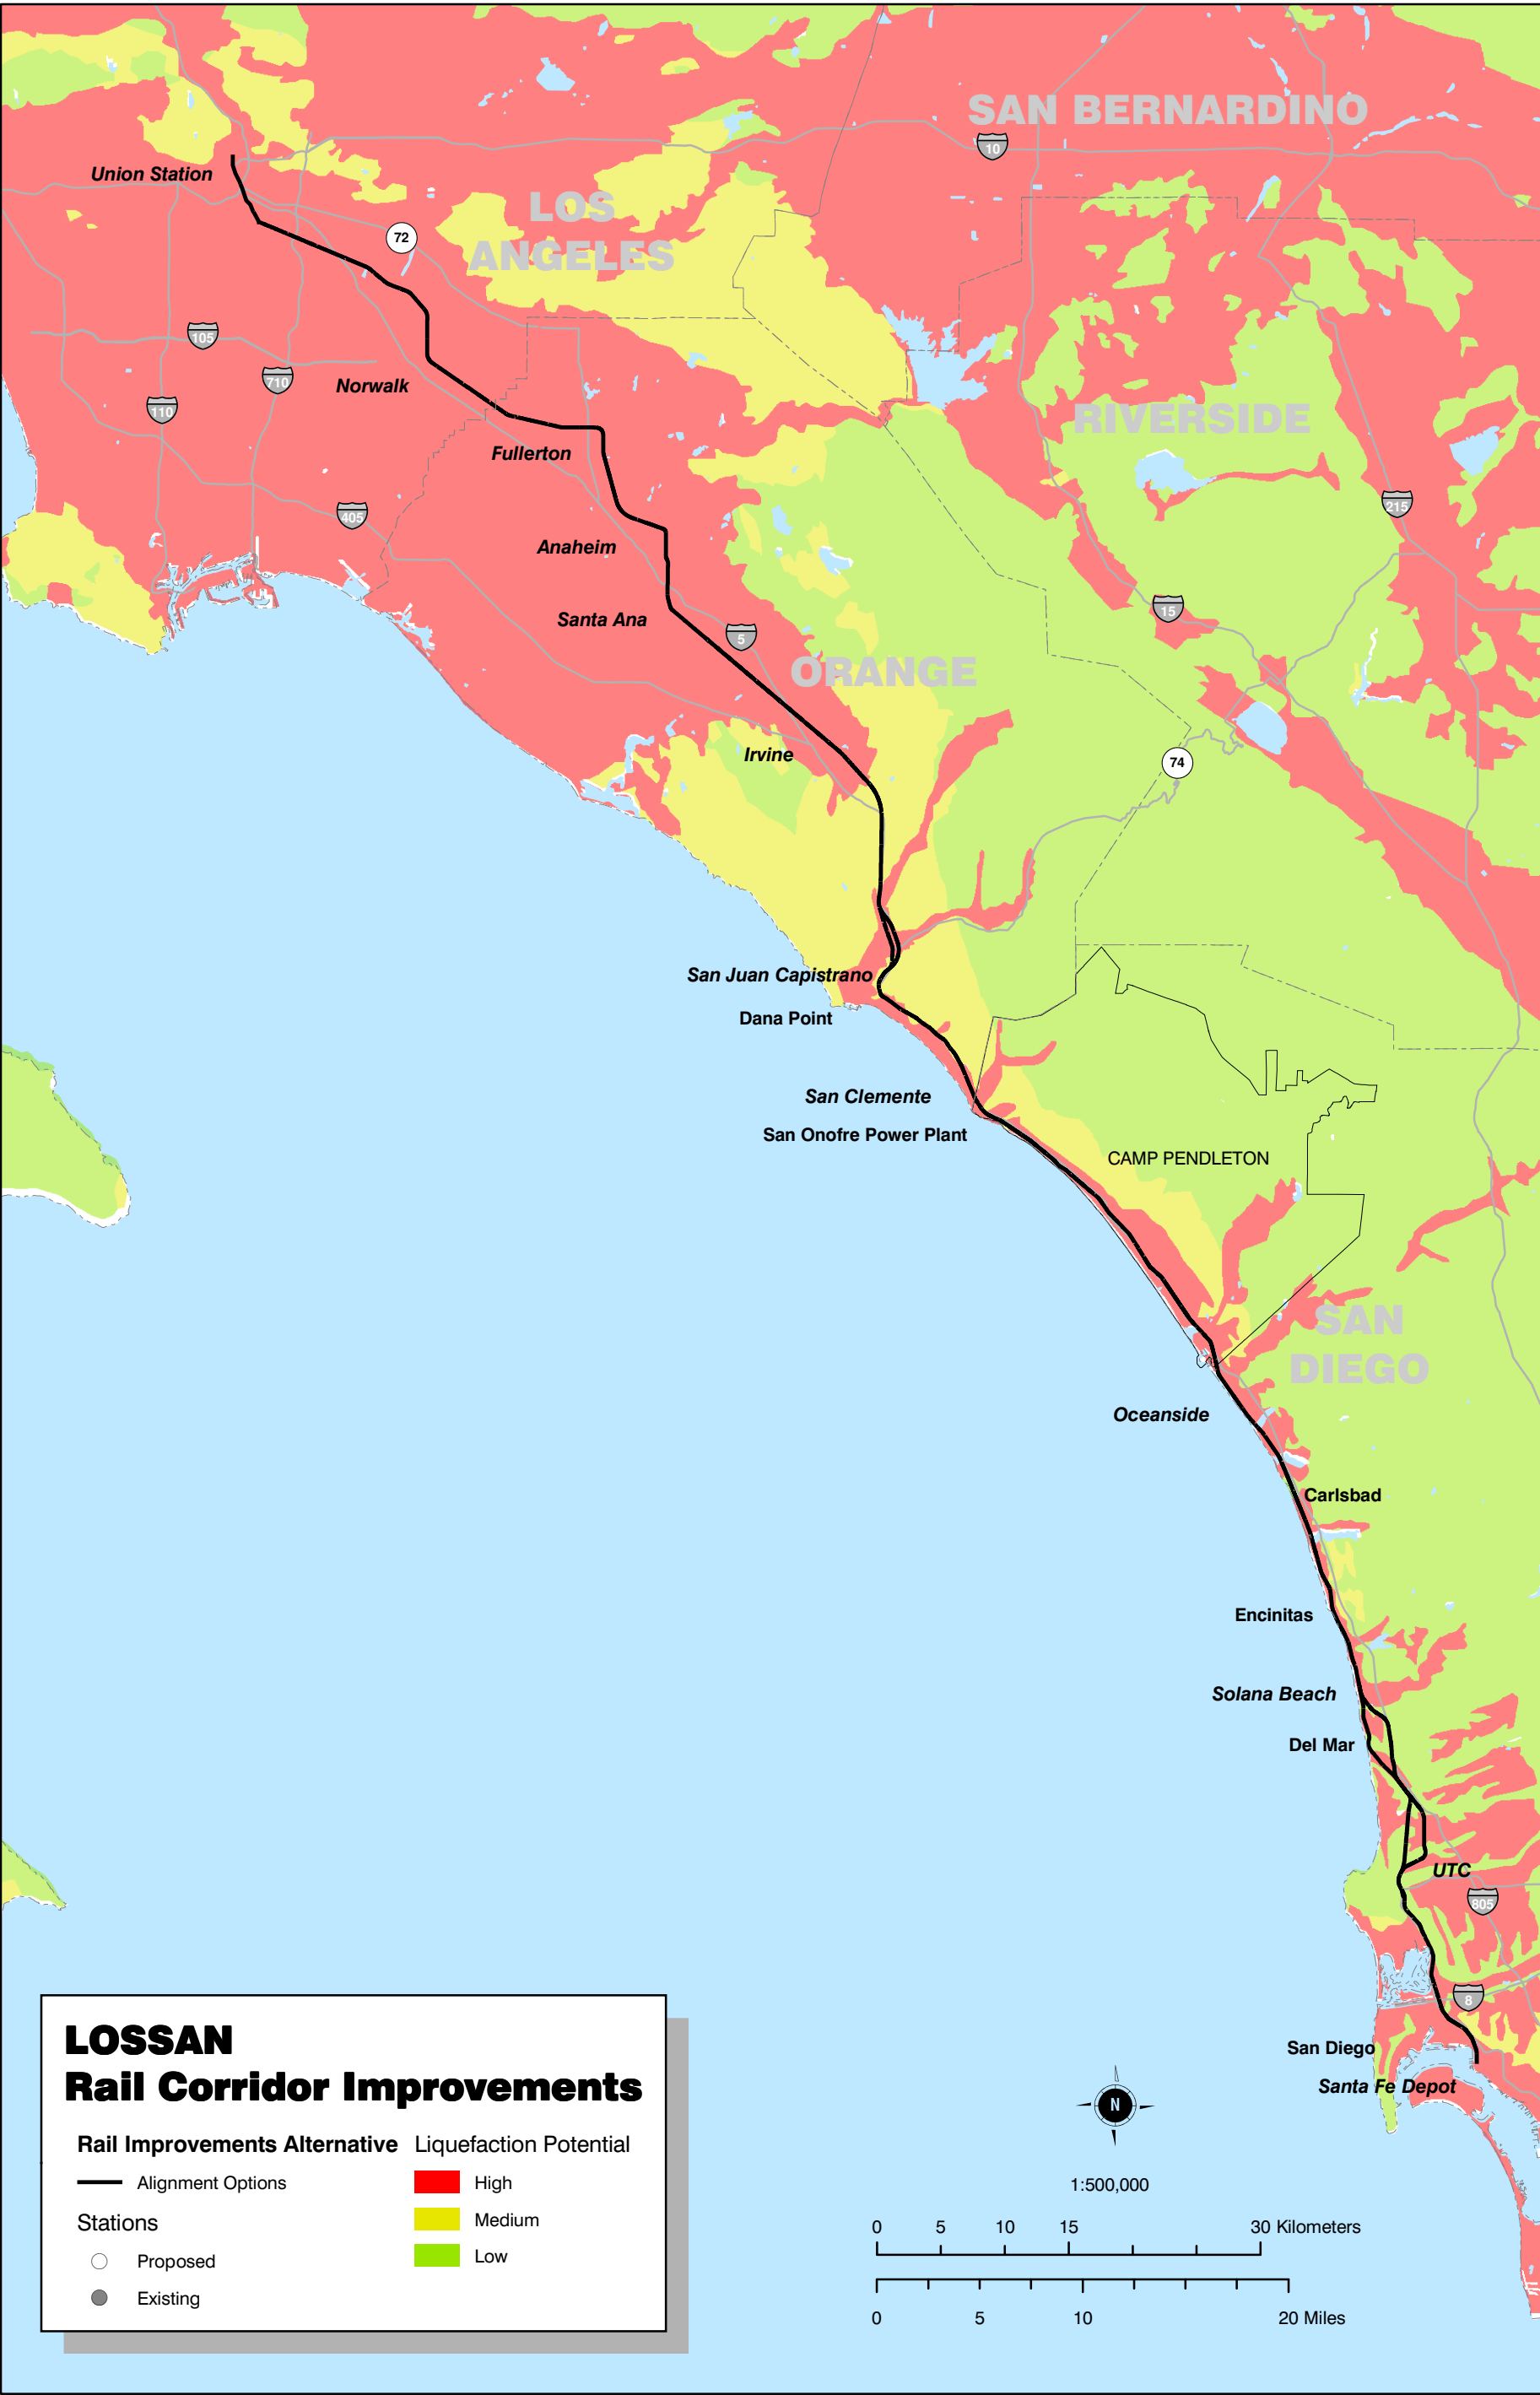 SAN BERNARDINO
10
Union Station
LOS
ANGELES
72
105
710
Norwalk
110
RIVERSIDE
Fullerton
215
405
Anaheim
15
Santa Ana
5
ORANGE
Irvine
74
San Juan Capistrano
Dana Point
San Clemente
San Onofre Power Plant
CAMP PENDLETON
SAN
DIEGO
Oceanside
Carlsbad
Encinitas
Solana Beach
Del Mar
UTC
805
8
San Diego
Santa Fe Depot
LOSSAN
Rail Corridor Improvements
Rail Improvements Alternative
Alignment Options
Stations
Proposed
Existing
Liquefaction Potential
High
Medium
Low
N
1:500,000
0 5 10 15 30 Kilometers
0 5 10 20 Miles